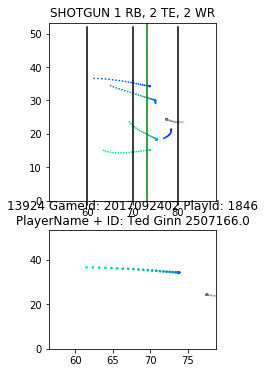 SHOTGUN 1 RB, 2 TE, 2 WR
50
40
30
20
10
0
60 70 80
13924 GameId: 2017092402 PlayId: 1846
PlayerName + ID: Ted Ginn 2507166.0
40
20
0
60 65 70 75